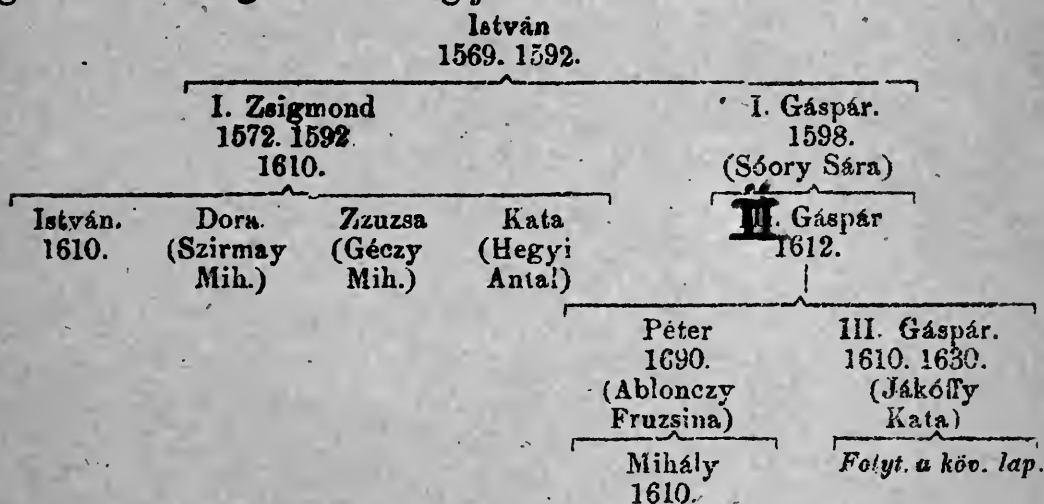 István
1569. 1592.
I. Zsigmond
1572. 1592
1610.
I. Gáspár.
1598.
(Sóory Sára)
István.
1610.
Dora.
(Szirmay
Mih.)
Zzuzsa
(Géczy
Mih.)
Kata
(Hegyi
Antal)
II. Gáspár
1612.
Péter
1690.
(Ablonczy
Fruzsina)
III. Gáspár.
1610. 1630.
(Jákóffy
Kata)
Mihály
1610.
Folyt. a köv. lap.